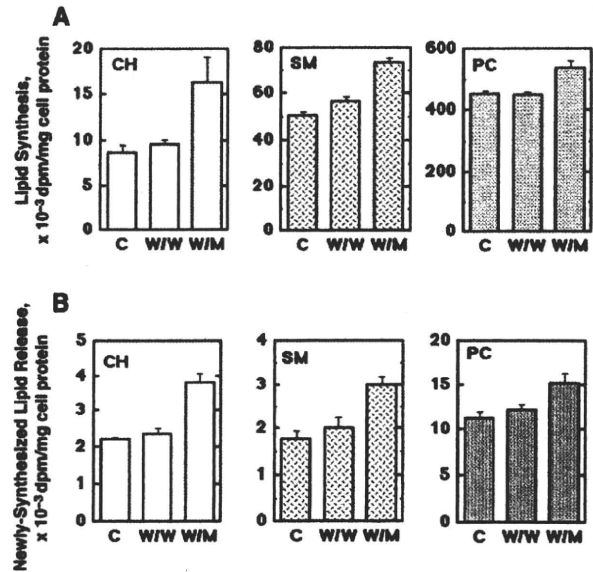 A
Lipid Synthesis,
x 10⁻³ dpm/mg cell protein
CH
20
15
10
5
0
C W/W W/M
SM
80
60
40
20
0
C W/W W/M
PC
600
400
200
0
C W/W W/M
B
Newly-Synthesized Lipid Release,
x 10⁻³ dpm/mg cell protein
CH
5
4
3
2
1
0
C W/W W/M
SM
4
3
2
1
0
C W/W W/M
PC
20
15
10
5
0
C W/W W/M